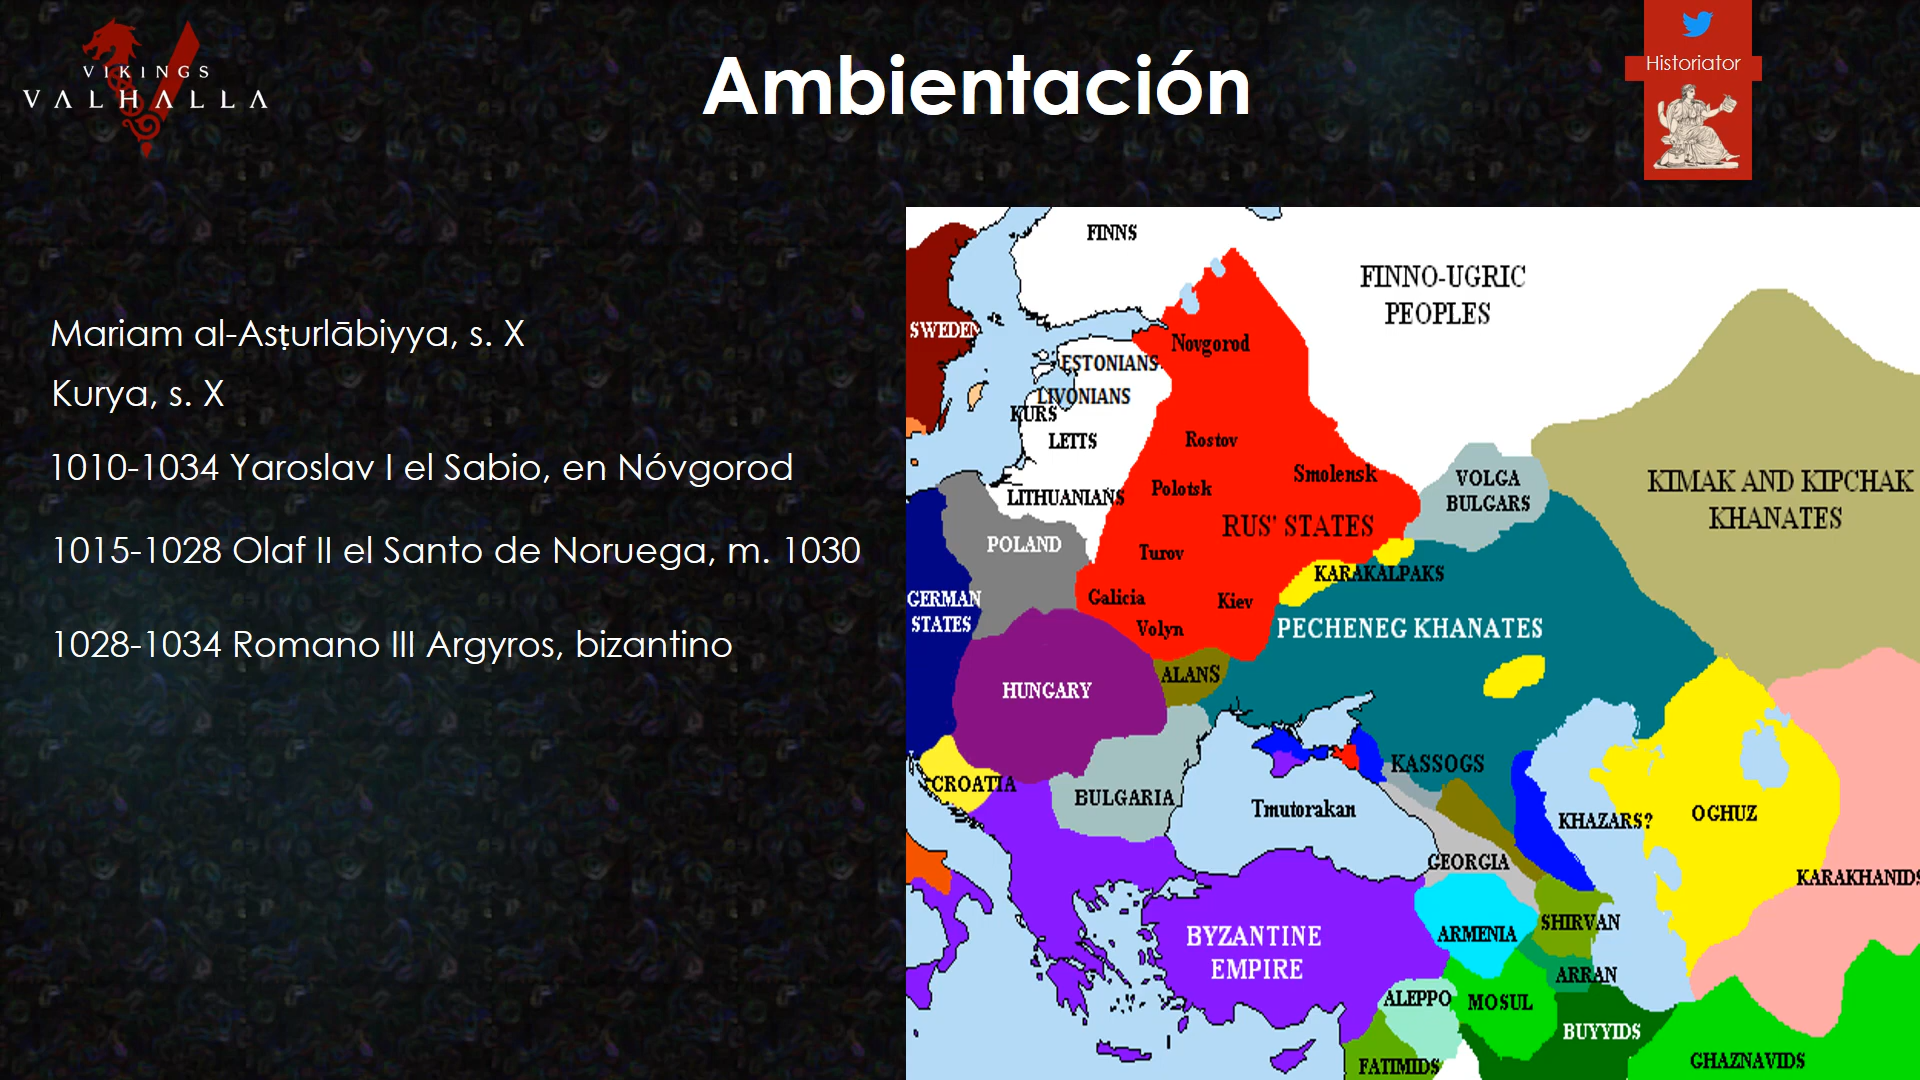 VIKINGS
VALHALLA
Ambientación
Historiator
Mariam al-Asṭurlābiyya, s. X
Kurya, s. X
1010-1034 Yaroslav I el Sabio, en Nóvgorod
1015-1028 Olaf II el Santo de Noruega, m. 1030
1028-1034 Romano III Argyros, bizantino
FINNS
FINNO-UGRIC
PEOPLES
SWEDEN
Novgorod
ESTONIANS
LIVONIANS
KURS
LETTS
Rostov
Smolensk
Polotsk
LITHUANIANS
VOLGA
BULGARS
KIMAK AND KIPCHAK
KHANATES
RUS' STATES
POLAND
Turov
KARAKALPAKS
GERMAN
STATES
Galicia
Kiev
Volyn
PECHENEG KHANATES
ALANS
HUNGARY
KASSOGS
CROATIA
BULGARIA
Tmutorakan
KHAZARS?
OGHUZ
GEORGIA
KARAKHANIDS
SHIRVAN
ARMENIA
BYZANTINE
EMPIRE
ARRAN
ALEPPO
MOSUL
BUYYIDS
FATIMIDS
GHAZNAVIDS